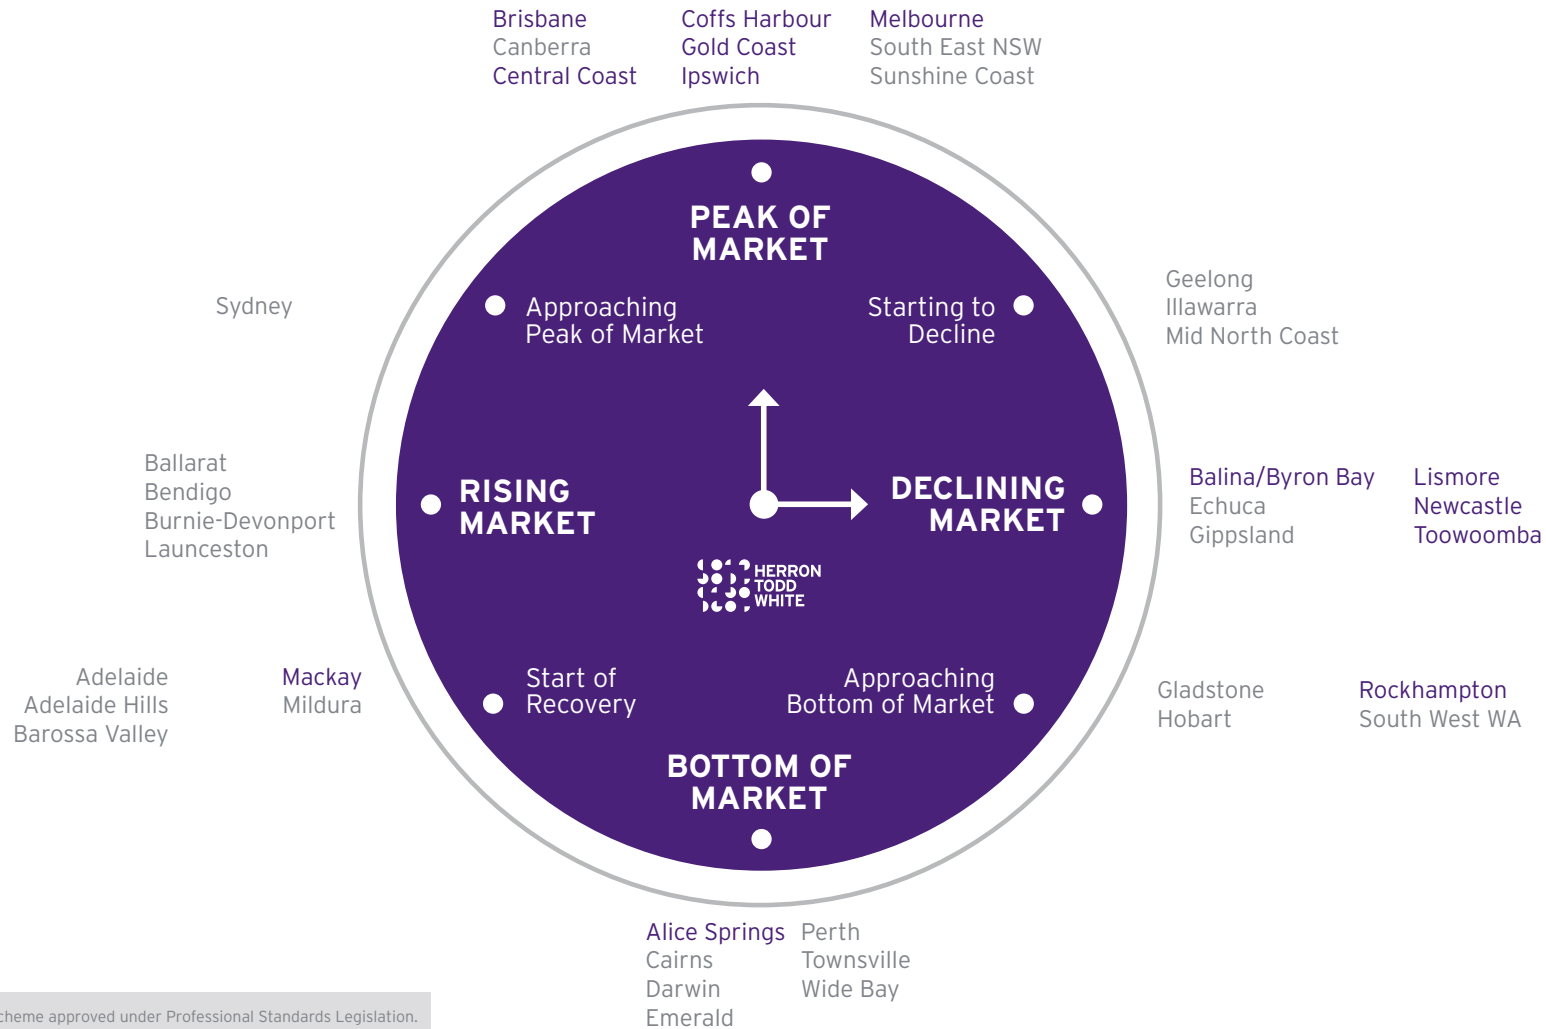 Brisbane
Canberra
Central Coast
Coffs Harbour
Gold Coast
Ipswich
Melbourne
South East NSW
Sunshine Coast
PEAK OF
MARKET
Approaching
Peak of Market
Starting to
Decline
Sydney
Geelong
Illawarra
Mid North Coast
Ballarat
Bendigo
Burnie-Devonport
Launceston
RISING
MARKET
DECLINING
MARKET
Balina/Byron Bay
Echuca
Gippsland
Lismore
Newcastle
Toowoomba
HERRON
TODD
WHITE
Adelaide
Adelaide Hills
Barossa Valley
Mackay
Mildura
Start of
Recovery
Approaching
Bottom of Market
Gladstone
Hobart
Rockhampton
South West WA
BOTTOM OF
MARKET
Alice Springs
Cairns
Darwin
Emerald
Perth
Townsville
Wide Bay
cheme approved under Professional Standards Legislation.